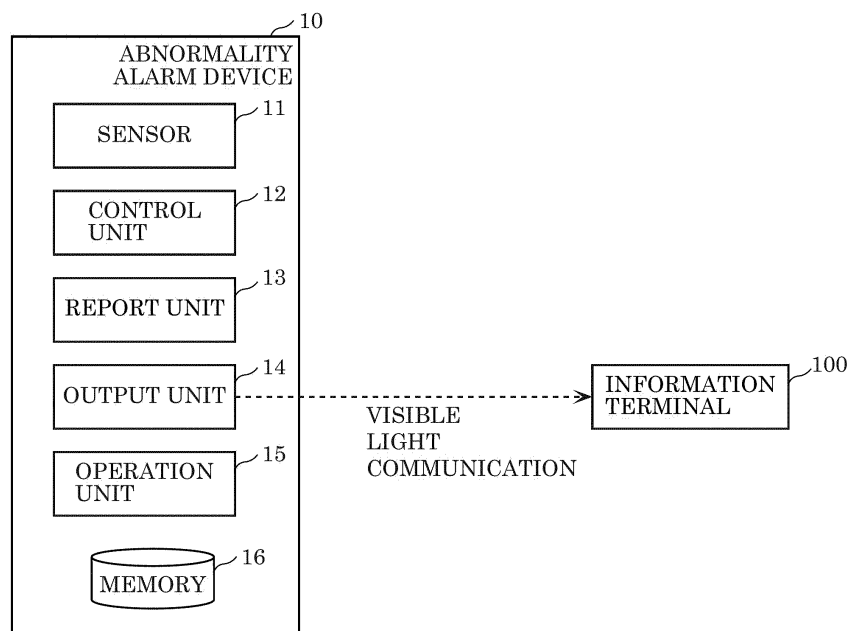 10
ABNORMALITY
ALARM DEVICE
11
SENSOR
12
CONTROL
UNIT
13
REPORT UNIT
14
OUTPUT UNIT
VISIBLE
LIGHT
COMMUNICATION
100
INFORMATION
TERMINAL
15
OPERATION
UNIT
16
MEMORY